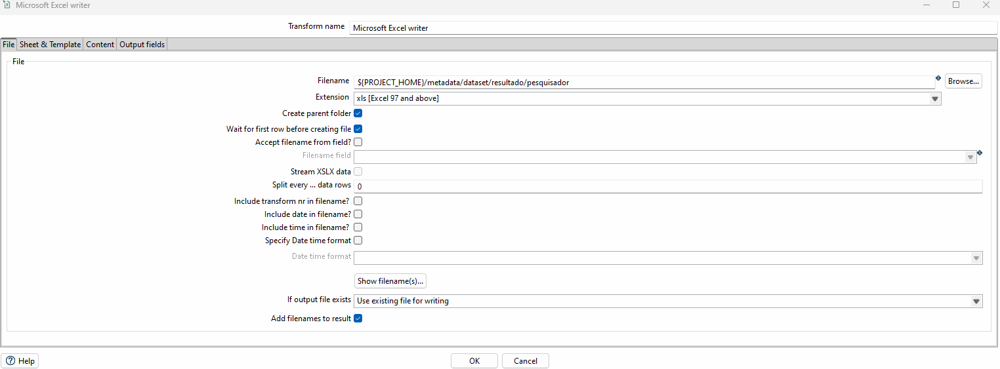 Microsoft Excel writer
Transform name Microsoft Excel writer
File Sheet & Template Content Output fields
File
Filename ${PROJECT_HOME}/metadata/dataset/resultado/pesquisador Browse...
Extension xls [Excel 97 and above]
Create parent folder
Wait for first row before creating file
Accept filename from field?
Filename field
Stream XSLX data
Split every ... data rows 0
Include transform nr in filename?
Include date in filename?
Include time in filename?
Specify Date time format
Date time format
Show filename(s)...
If output file exists Use existing file for writing
Add filenames to result
Help OK Cancel